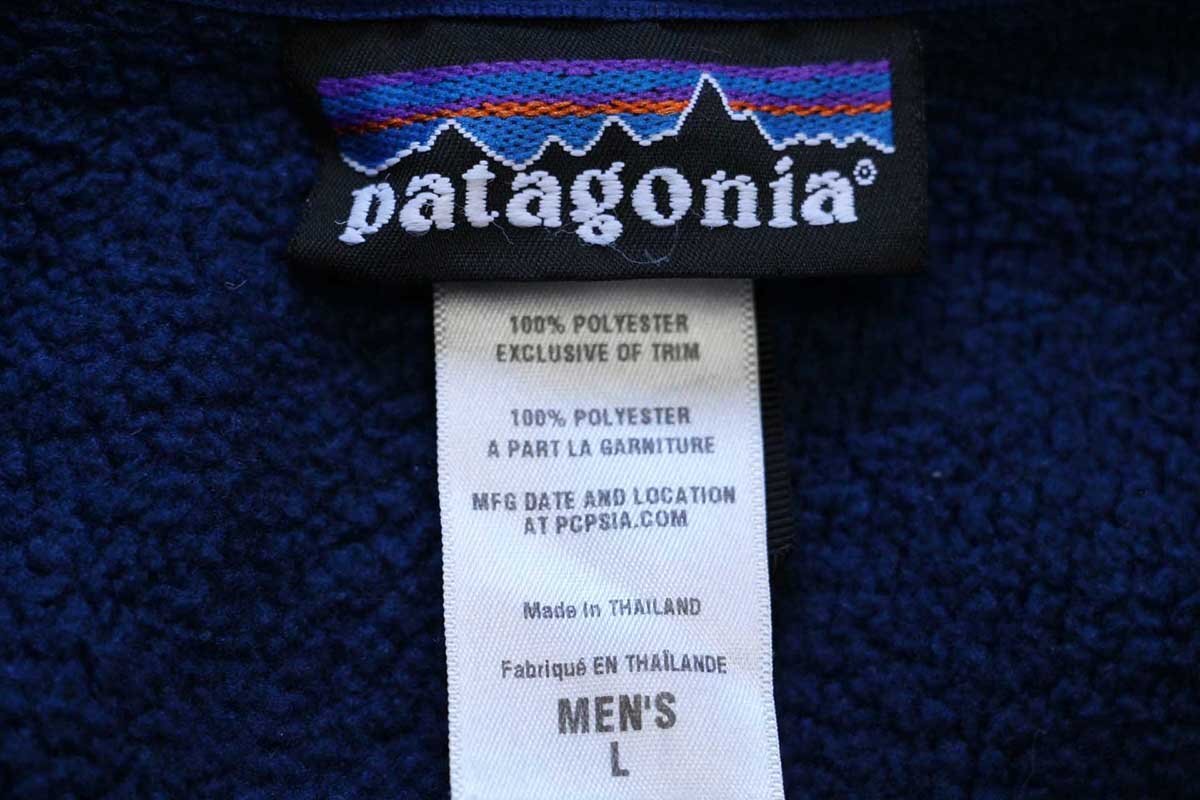 patagonia®
100% POLYESTER
EXCLUSIVE OF TRIM
100% POLYESTER
A PART LA GARNITURE
MFG DATE AND LOCATION
AT PCPSIA.COM
Made in THAILAND
Fabriqué EN THAÏLANDE
MEN'S
L